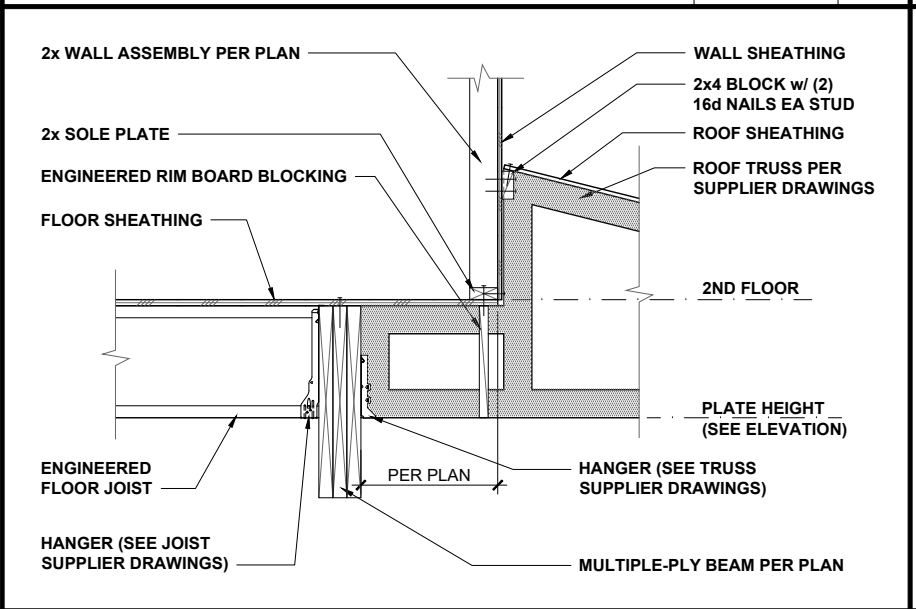 2x WALL ASSEMBLY PER PLAN
2x SOLE PLATE
ENGINEERED RIM BOARD BLOCKING
FLOOR SHEATHING
WALL SHEATHING
2x4 BLOCK w/ (2)
16d NAILS EA STUD
ROOF SHEATHING
ROOF TRUSS PER
SUPPLIER DRAWINGS
2ND FLOOR
PLATE HEIGHT
(SEE ELEVATION)
ENGINEERED
FLOOR JOIST
PER PLAN
HANGER (SEE TRUSS
SUPPLIER DRAWINGS)
HANGER (SEE JOIST
SUPPLIER DRAWINGS)
MULTIPLE-PLY BEAM PER PLAN